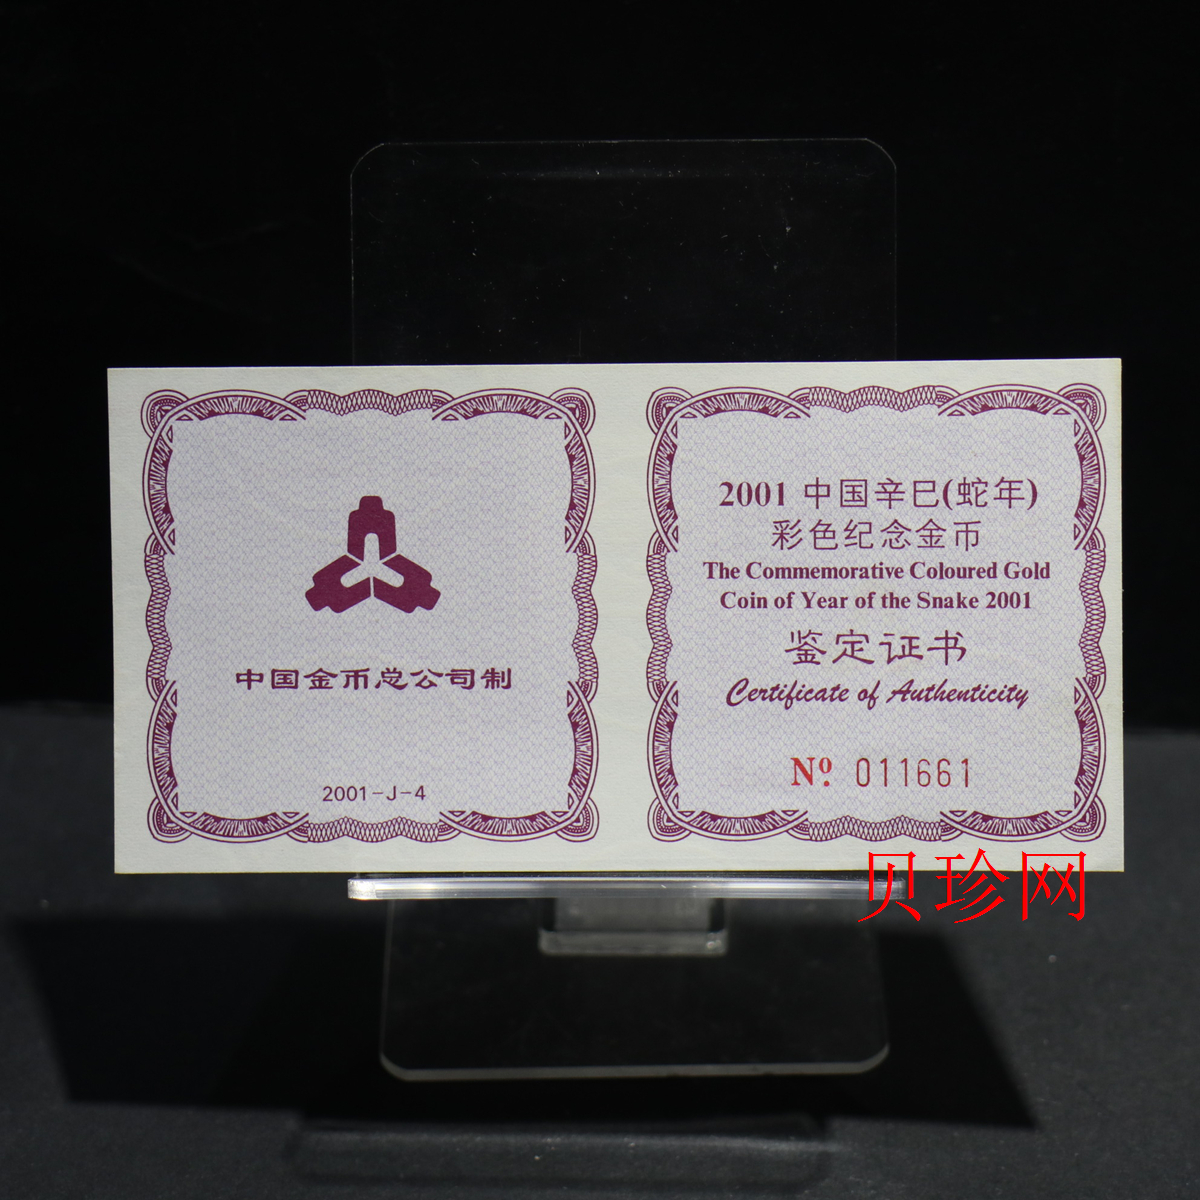 中国金币总公司制
2001-J-4
2001 中国辛巳(蛇年)
彩色纪念金币
The Commemorative Coloured Gold
Coin of Year of the Snake 2001
鉴定证书
Certificate of Authenticity
Nº 011661
贝珍网